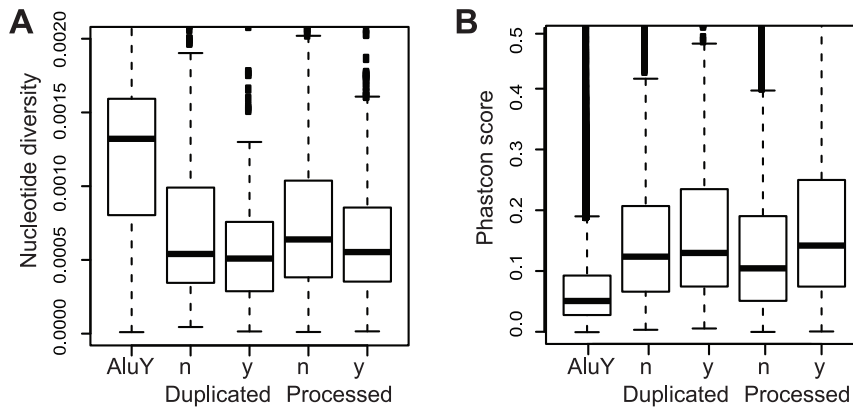 A
Nucleotide diversity
0.0020
0.0015
0.0010
0.0005
0.0000
AluY n y n y
Duplicated Processed
B
Phastcon score
0.5
0.4
0.3
0.2
0.1
0.0
AluY n y n y
Duplicated Processed